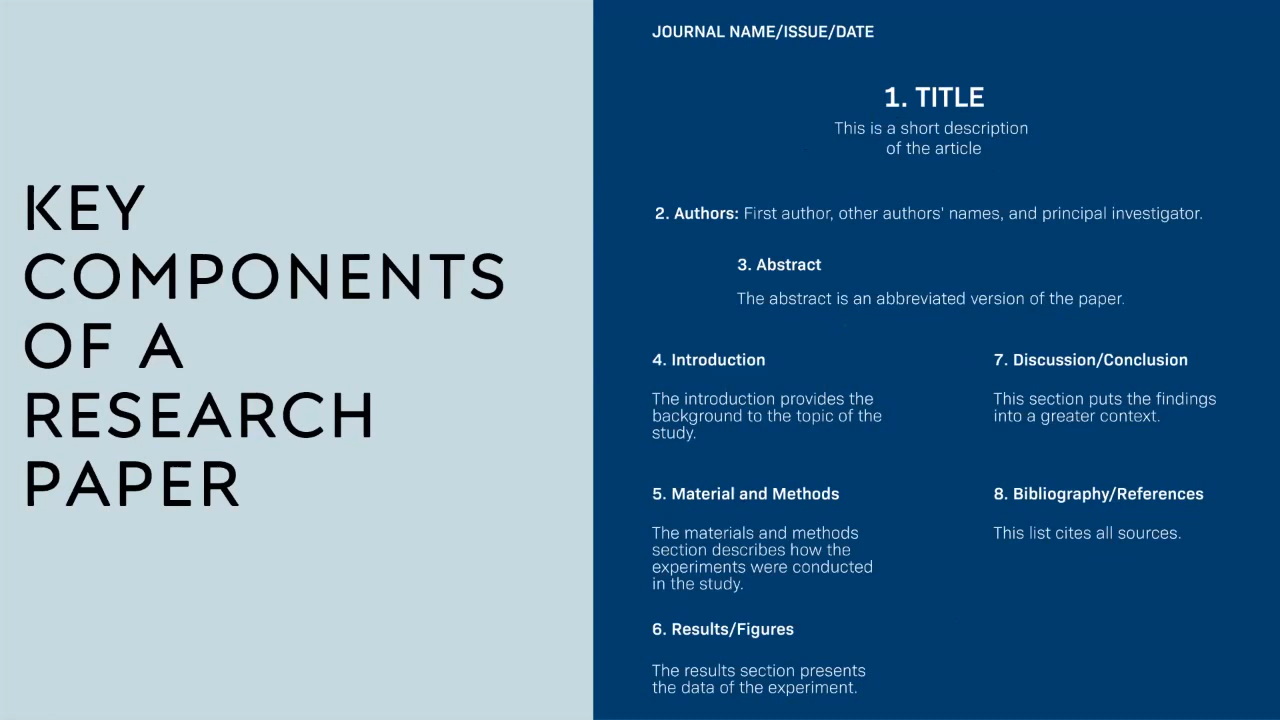 KEY
COMPONENTS
OF A
RESEARCH
PAPER
JOURNAL NAME/ISSUE/DATE
1. TITLE
This is a short description
of the article
2. Authors: First author, other authors' names, and principal investigator.
3. Abstract
The abstract is an abbreviated version of the paper.
4. Introduction
The introduction provides the
background to the topic of the
study.
5. Material and Methods
The materials and methods
section describes how the
experiments were conducted
in the study.
6. Results/Figures
The results section presents
the data of the experiment.
7. Discussion/Conclusion
This section puts the findings
into a greater context.
8. Bibliography/References
This list cites all sources.